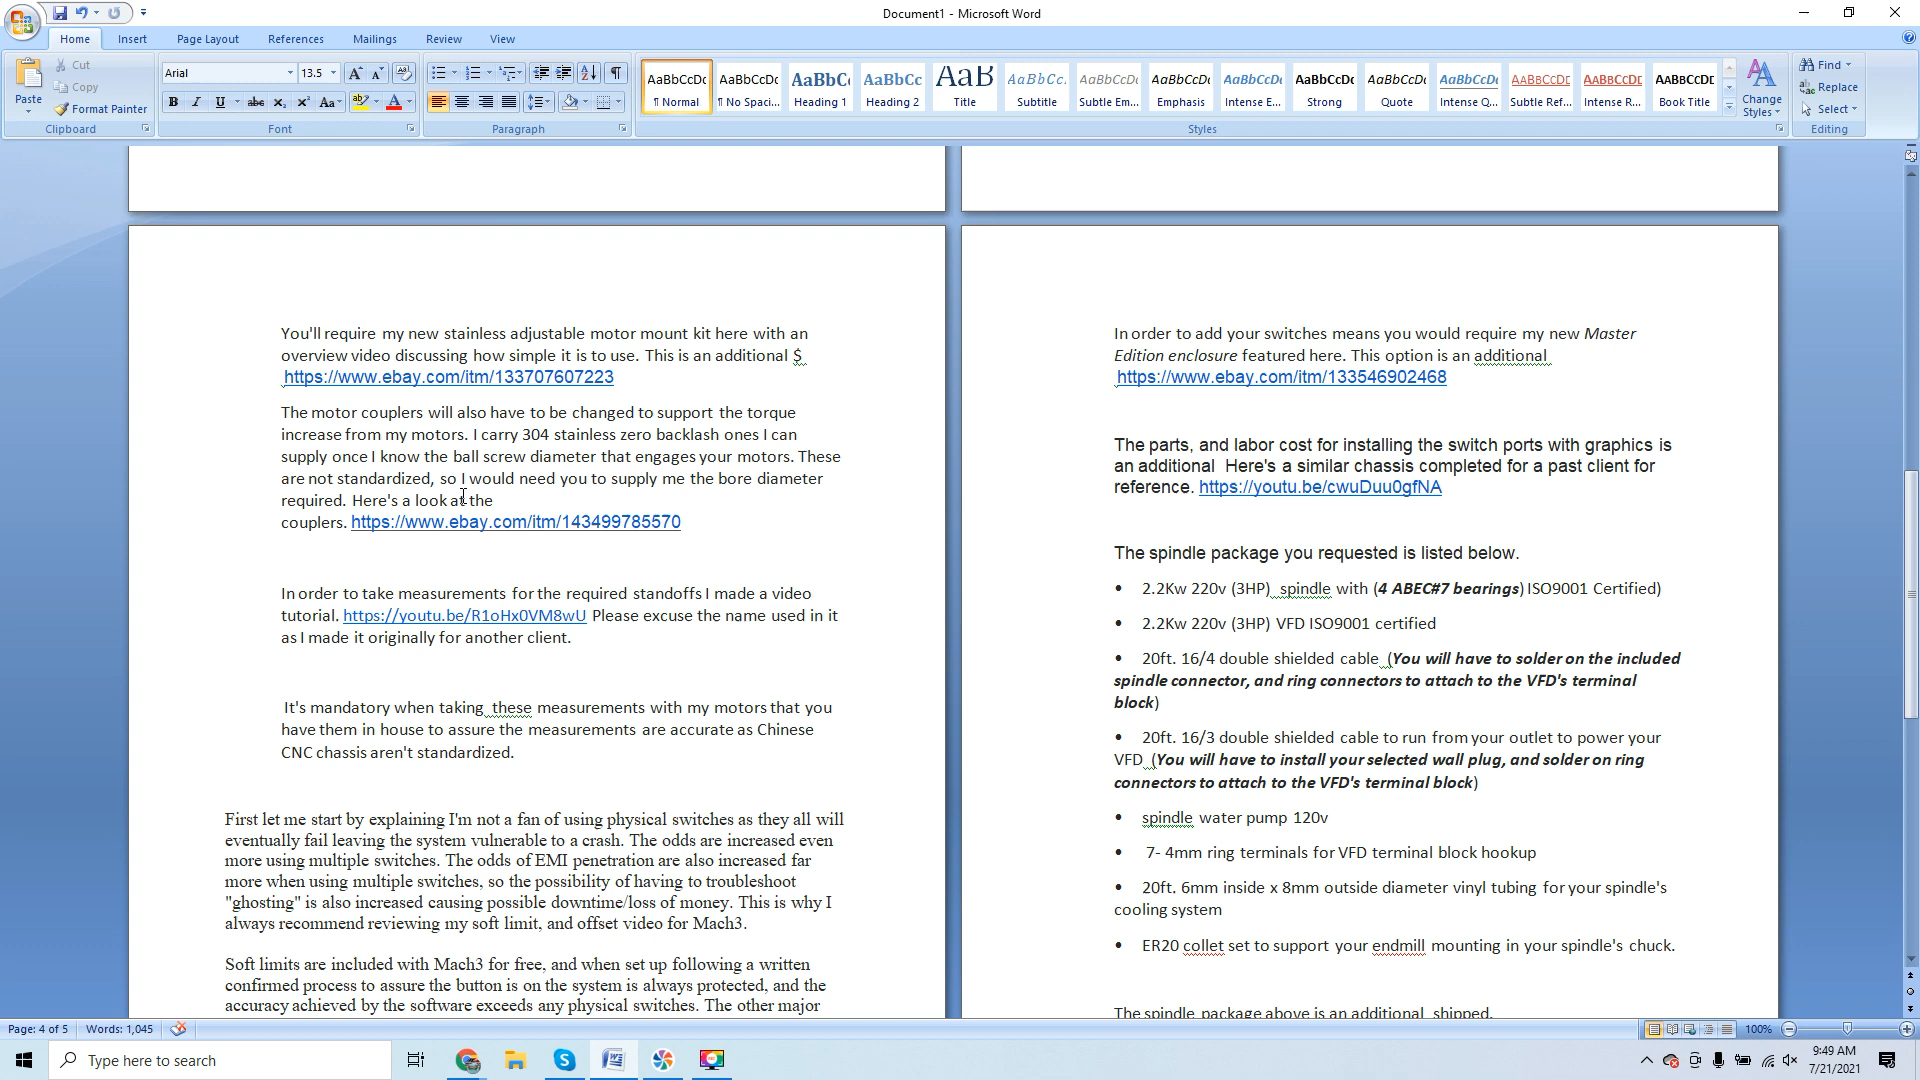 Document1 - Microsoft Word
Home Insert Page Layout References Mailings Review View
Paste
Cut
Copy
Format Painter
Clipboard
Arial 13.5
Font
Paragraph
AaBbCcDc AaBbCcDc AaBbC AaBbCc AaB AaBbCc. AaBbCcDc AaBbCcDc AaBbCcDc AaBbCcDc AaBbCcDc AaBbCcDc AABBCCDE AABBCCDE AABBCCDE
¶ Normal ¶ No Spaci... Heading 1 Heading 2 Title Subtitle Subtle Em... Emphasis Intense E... Strong Quote Intense Q... Subtle Ref... Intense R... Book Title
Change
Styles
Styles
Find
Replace
Select
Editing
You'll require my new stainless adjustable motor mount kit here with an
overview video discussing how simple it is to use. This is an additional $
https://www.ebay.com/itm/133707607223
The motor couplers will also have to be changed to support the torque
increase from my motors. I carry 304 stainless zero backlash ones I can
supply once I know the ball screw diameter that engages your motors. These
are not standardized, so I would need you to supply me the bore diameter
required. Here's a look at the
couplers. https://www.ebay.com/itm/143499785570
In order to take measurements for the required standoffs I made a video
tutorial. https://youtu.be/R1oHx0VM8wU Please excuse the name used in it
as I made it originally for another client.
It's mandatory when taking these measurements with my motors that you
have them in house to assure the measurements are accurate as Chinese
CNC chassis aren't standardized.
First let me start by explaining I'm not a fan of using physical switches as they all will
eventually fail leaving the system vulnerable to a crash. The odds are increased even
more using multiple switches. The odds of EMI penetration are also increased far
more when using multiple switches, so the possibility of having to troubleshoot
"ghosting" is also increased causing possible downtime/loss of money. This is why I
always recommend reviewing my soft limit, and offset video for Mach3.
Soft limits are included with Mach3 for free, and when set up following a written
confirmed process to assure the button is on the system is always protected, and the
accuracy achieved by the software exceeds any physical switches. The other major
In order to add your switches means you would require my new Master
Edition enclosure featured here. This option is an additional
https://www.ebay.com/itm/133546902468
The parts, and labor cost for installing the switch ports with graphics is
an additional  Here's a similar chassis completed for a past client for
reference. https://youtu.be/cwuDuu0gfNA
The spindle package you requested is listed below.
• 2.2Kw 220v (3HP)  spindle with (4 ABEC#7 bearings) ISO9001 Certified)
• 2.2Kw 220v (3HP) VFD ISO9001 certified
• 20ft. 16/4 double shielded cable  (You will have to solder on the included
spindle connector, and ring connectors to attach to the VFD's terminal
block)
• 20ft. 16/3 double shielded cable to run from your outlet to power your
VFD  (You will have to install your selected wall plug, and solder on ring
connectors to attach to the VFD's terminal block)
• spindle water pump 120v
• 7- 4mm ring terminals for VFD terminal block hookup
• 20ft. 6mm inside x 8mm outside diameter vinyl tubing for your spindle's
cooling system
• ER20 collet set to support your endmill mounting in your spindle's chuck.
The spindle package above is an additional  shipped.
Page: 4 of 5 Words: 1,045 100%
Type here to search
9:49 AM
7/21/2021